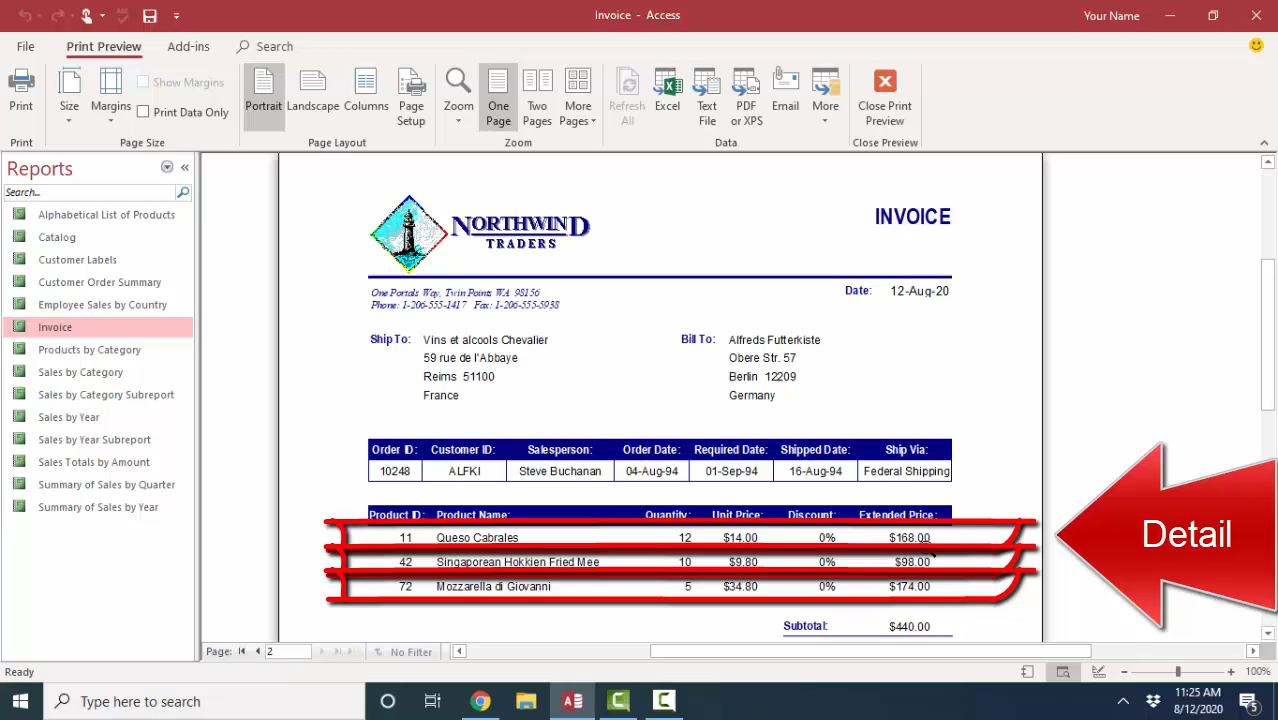 Invoice - Access
Your Name
File Print Preview Add-ins Search
Print
Size
Margins
Show Margins
Print Data Only
Portrait
Landscape
Columns
Page Setup
Zoom
One Page
Two Pages
More Pages
Refresh All
Excel
Text File
PDF or XPS
Email
More
Close Print Preview
Print Page Size Page Layout Zoom Data Close Preview
Reports
Search...
Alphabetical List of Products
Catalog
Customer Labels
Customer Order Summary
Employee Sales by Country
Invoice
Products by Category
Sales by Category
Sales by Category Subreport
Sales by Year
Sales by Year Subreport
Sales Totals by Amount
Summary of Sales by Quarter
Summary of Sales by Year
NORTHWIND
TRADERS
INVOICE
One Portals Way, Twin Points WA 98156
Phone: 1-206-555-1417 Fax: 1-206-555-5938
Date: 12-Aug-20
Ship To: Vins et alcools Chevalier
59 rue de l'Abbaye
Reims 51100
France
Bill To: Alfreds Futterkiste
Obere Str. 57
Berlin 12209
Germany
Order ID: Customer ID: Salesperson: Order Date: Required Date: Shipped Date: Ship Via:
10248 ALFKI Steve Buchanan 04-Aug-94 01-Sep-94 16-Aug-94 Federal Shipping
Product ID: Product Name: Quantity: Unit Price: Discount: Extended Price:
11 Queso Cabrales 12 $14.00 0% $168.00
42 Singaporean Hokkien Fried Mee 10 $9.80 0% $98.00
72 Mozzarella di Giovanni 5 $34.80 0% $174.00
Subtotal: $440.00
Detail
Page: 2 No Filter
Ready
100%
Type here to search
11:25 AM
8/12/2020
5